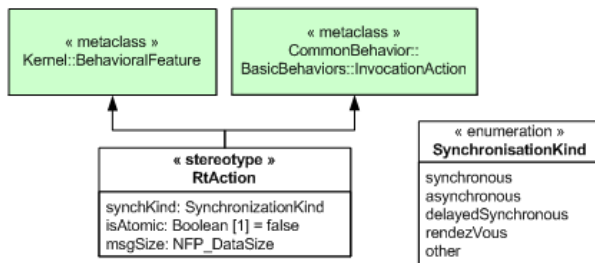 « metaclass »
Kernel::BehavioralFeature
« metaclass »
CommonBehavior::
BasicBehaviors::InvocationAction
« stereotype »
RtAction
synchKind: SynchronizationKind
isAtomic: Boolean [1] = false
msgSize: NFP_DataSize
« enumeration »
SynchronisationKind
synchronous
asynchronous
delayedSynchronous
rendezVous
other